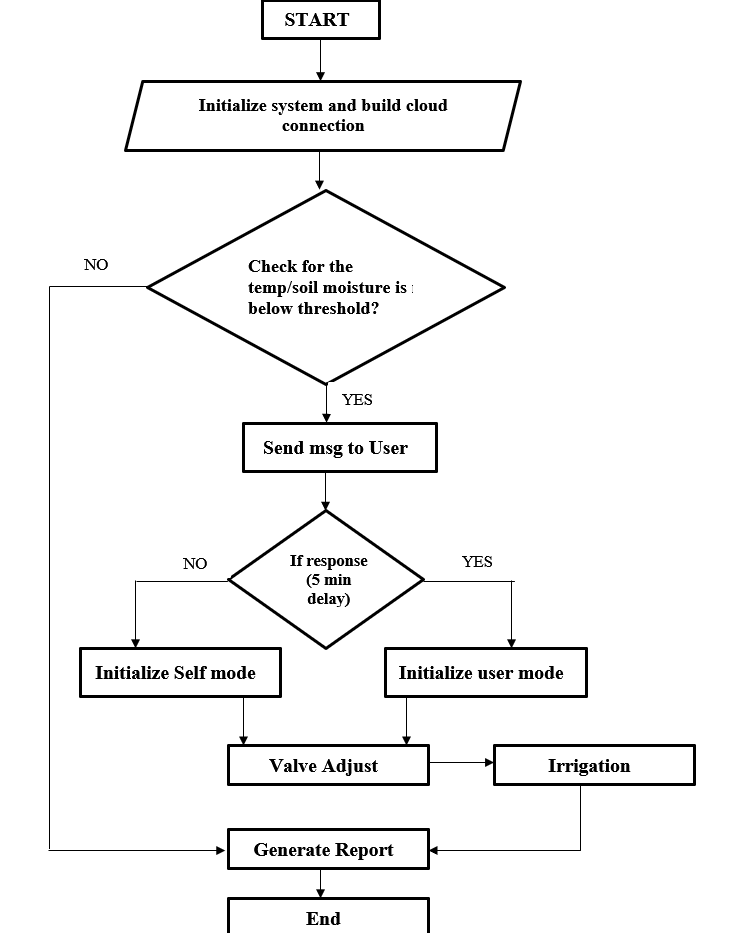 START
Initialize system and build cloud
connection
NO
Check for the
temp/soil moisture is
below threshold?
YES
Send msg to User
NO
If response
(5 min
delay)
YES
Initialize Self mode
Initialize user mode
Valve Adjust
Irrigation
Generate Report
End